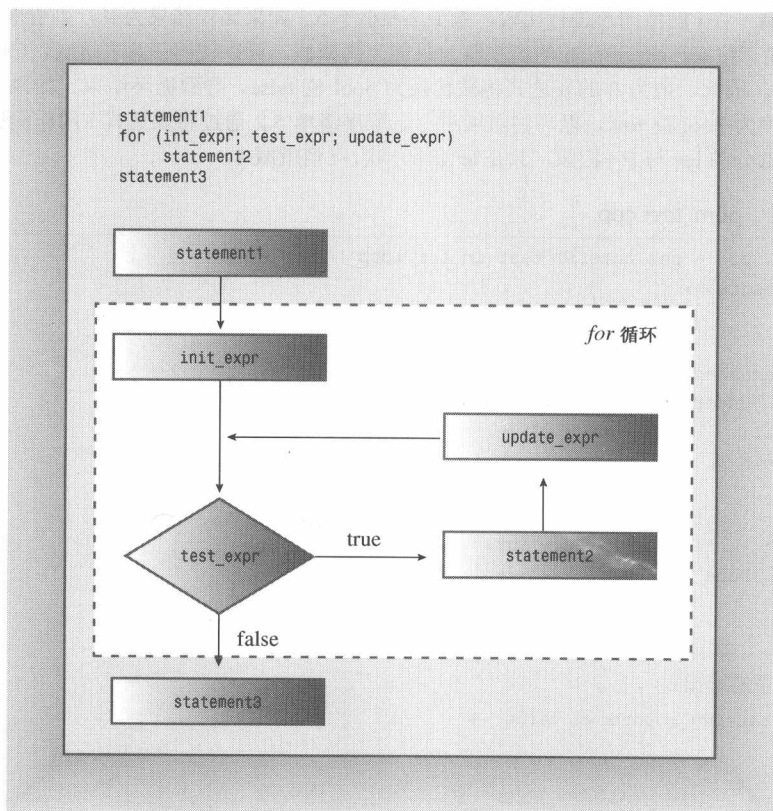 statement1
for (int_expr; test_expr; update_expr)
statement2
statement3
statement1
for 循环
init_expr
update_expr
test_expr
true
statement2
false
statement3